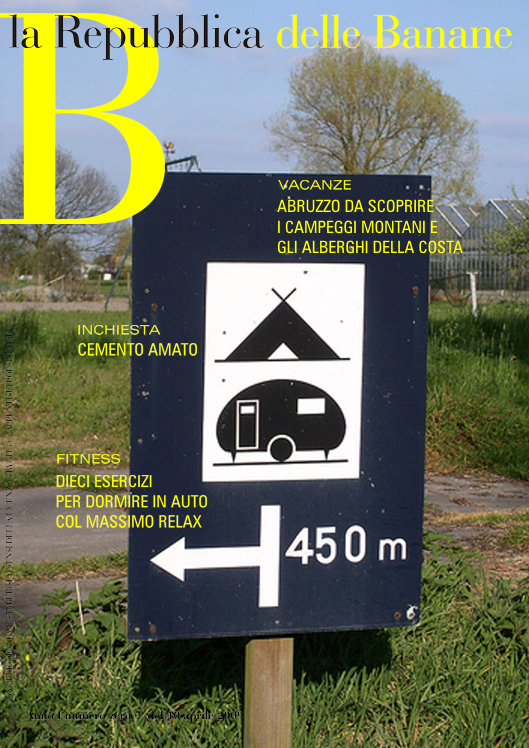 la Repubblica delle Banane
B
VACANZE
ABRUZZO DA SCOPRIRE
I CAMPEGGI MONTANI E
GLI ALBERGHI DELLA COSTA
INCHIESTA
CEMENTO AMATO
FITNESS
DIECI ESERCIZI
PER DORMIRE IN AUTO
COL MASSIMO RELAX
450 m
aprile